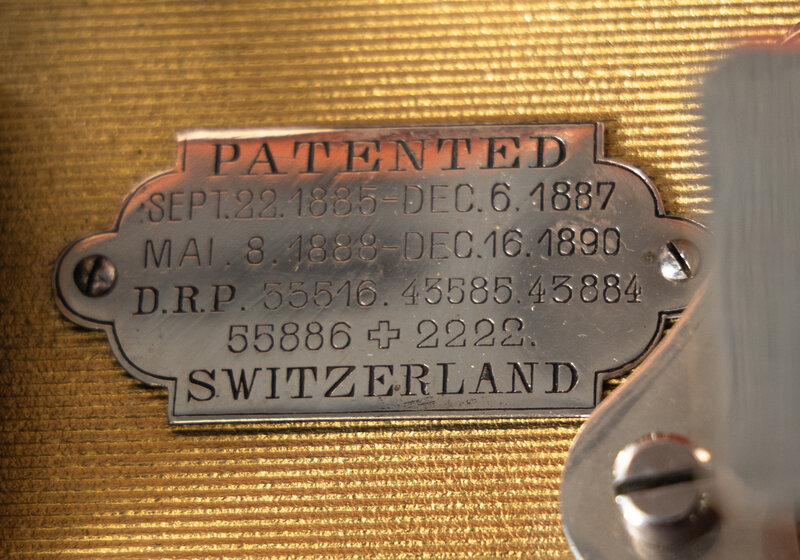 PATENTED
SEPT.22.1885-DEC.6.1887
MAI.8.1888-DEC.16.1890
D.R.P. 35516.43585.43884
55886 ✚ 2222.
SWITZERLAND